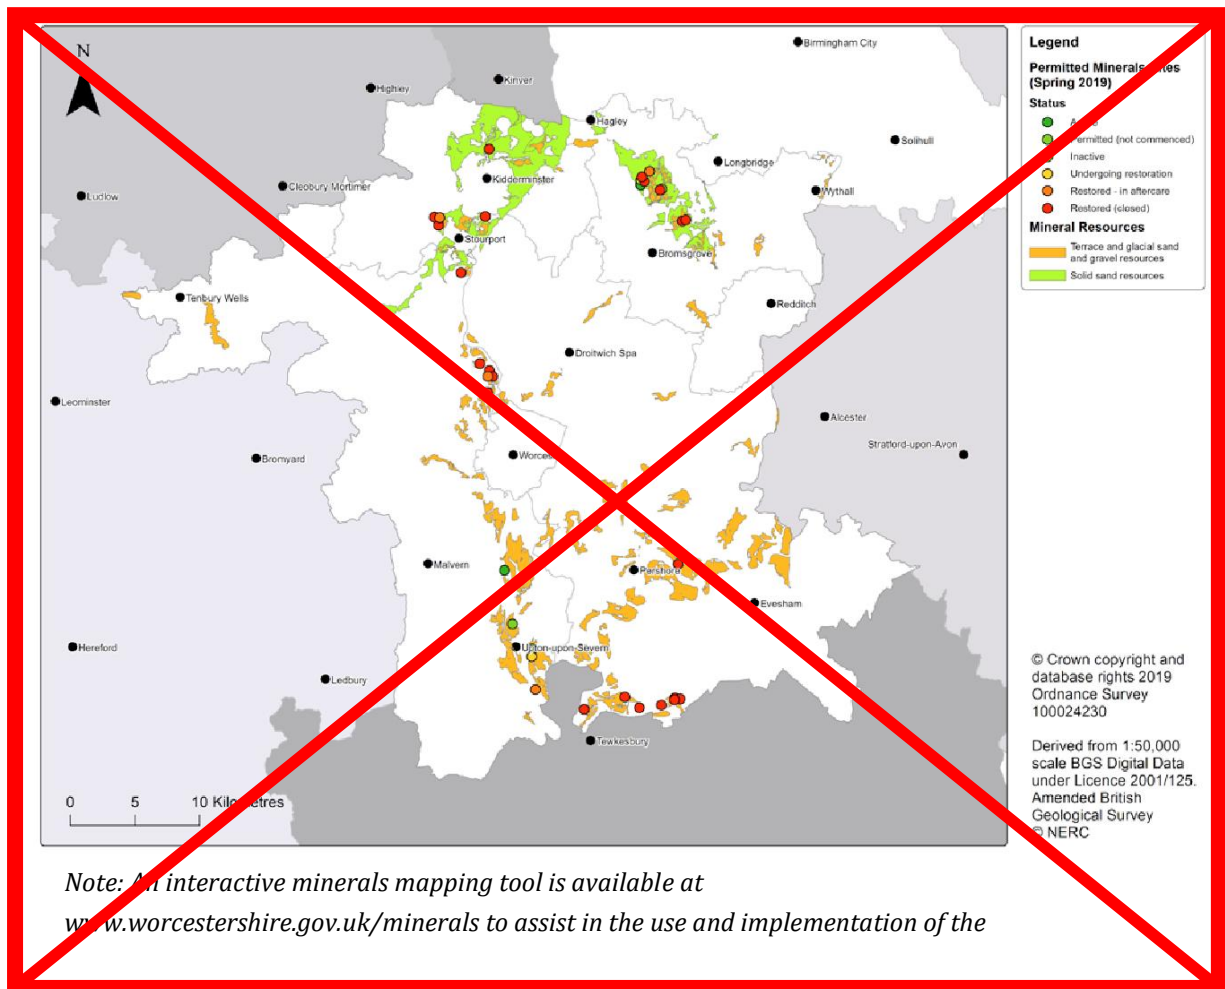 N
Birmingham City
Kinver
Highley
Hagley
Solihull
Longbridge
Kidderminster
Cleobury Mortimer
Wythall
Ludlow
Stourport
Bromsgrove
Tenbury Wells
Redditch
Droitwich Spa
Leominster
Alcester
Stratford-upon-Avon
Bromyard
Malvern
Pershore
Evesham
Hereford
Upton-upon-Severn
Ledbury
Tewkesbury
0 5 10 Kilometres
Legend
Permitted Minerals Sites
(Spring 2019)
Status
Permitted (not commenced)
Inactive
Undergoing restoration
Restored - in aftercare
Restored (closed)
Mineral Resources
Terrace and glacial sand
and gravel resources
Solid sand resources
© Crown copyright and
database rights 2019
Ordnance Survey
100024230
Derived from 1:50,000
scale BGS Digital Data
under Licence 2001/125.
Amended British
Geological Survey
© NERC
Note: An interactive minerals mapping tool is available at
www.worcestershire.gov.uk/minerals to assist in the use and implementation of the